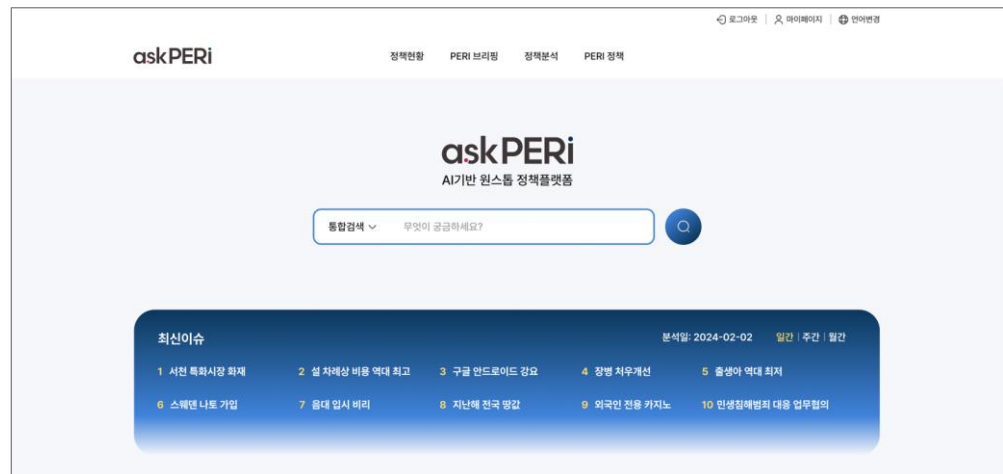 로그아웃 | 마이페이지 | 언어변경
askPERi 정책현황 PERI 브리핑 정책분석 PERI 정책
askPERi
AI기반 원스톱 정책플랫폼
통합검색 무엇이 궁금하세요?
최신이슈 분석일: 2024-02-02 일간 | 주간 | 월간
1 서천 특화시장 화재 2 설 차례상 비용 역대 최고 3 구글 안드로이드 강요 4 장병 처우개선 5 출생아 역대 최저
6 스웨덴 나토 가입 7 음대 입시 비리 8 지난해 전국 땅값 9 외국인 전용 카지노 10 민생침해범죄 대응 업무협의